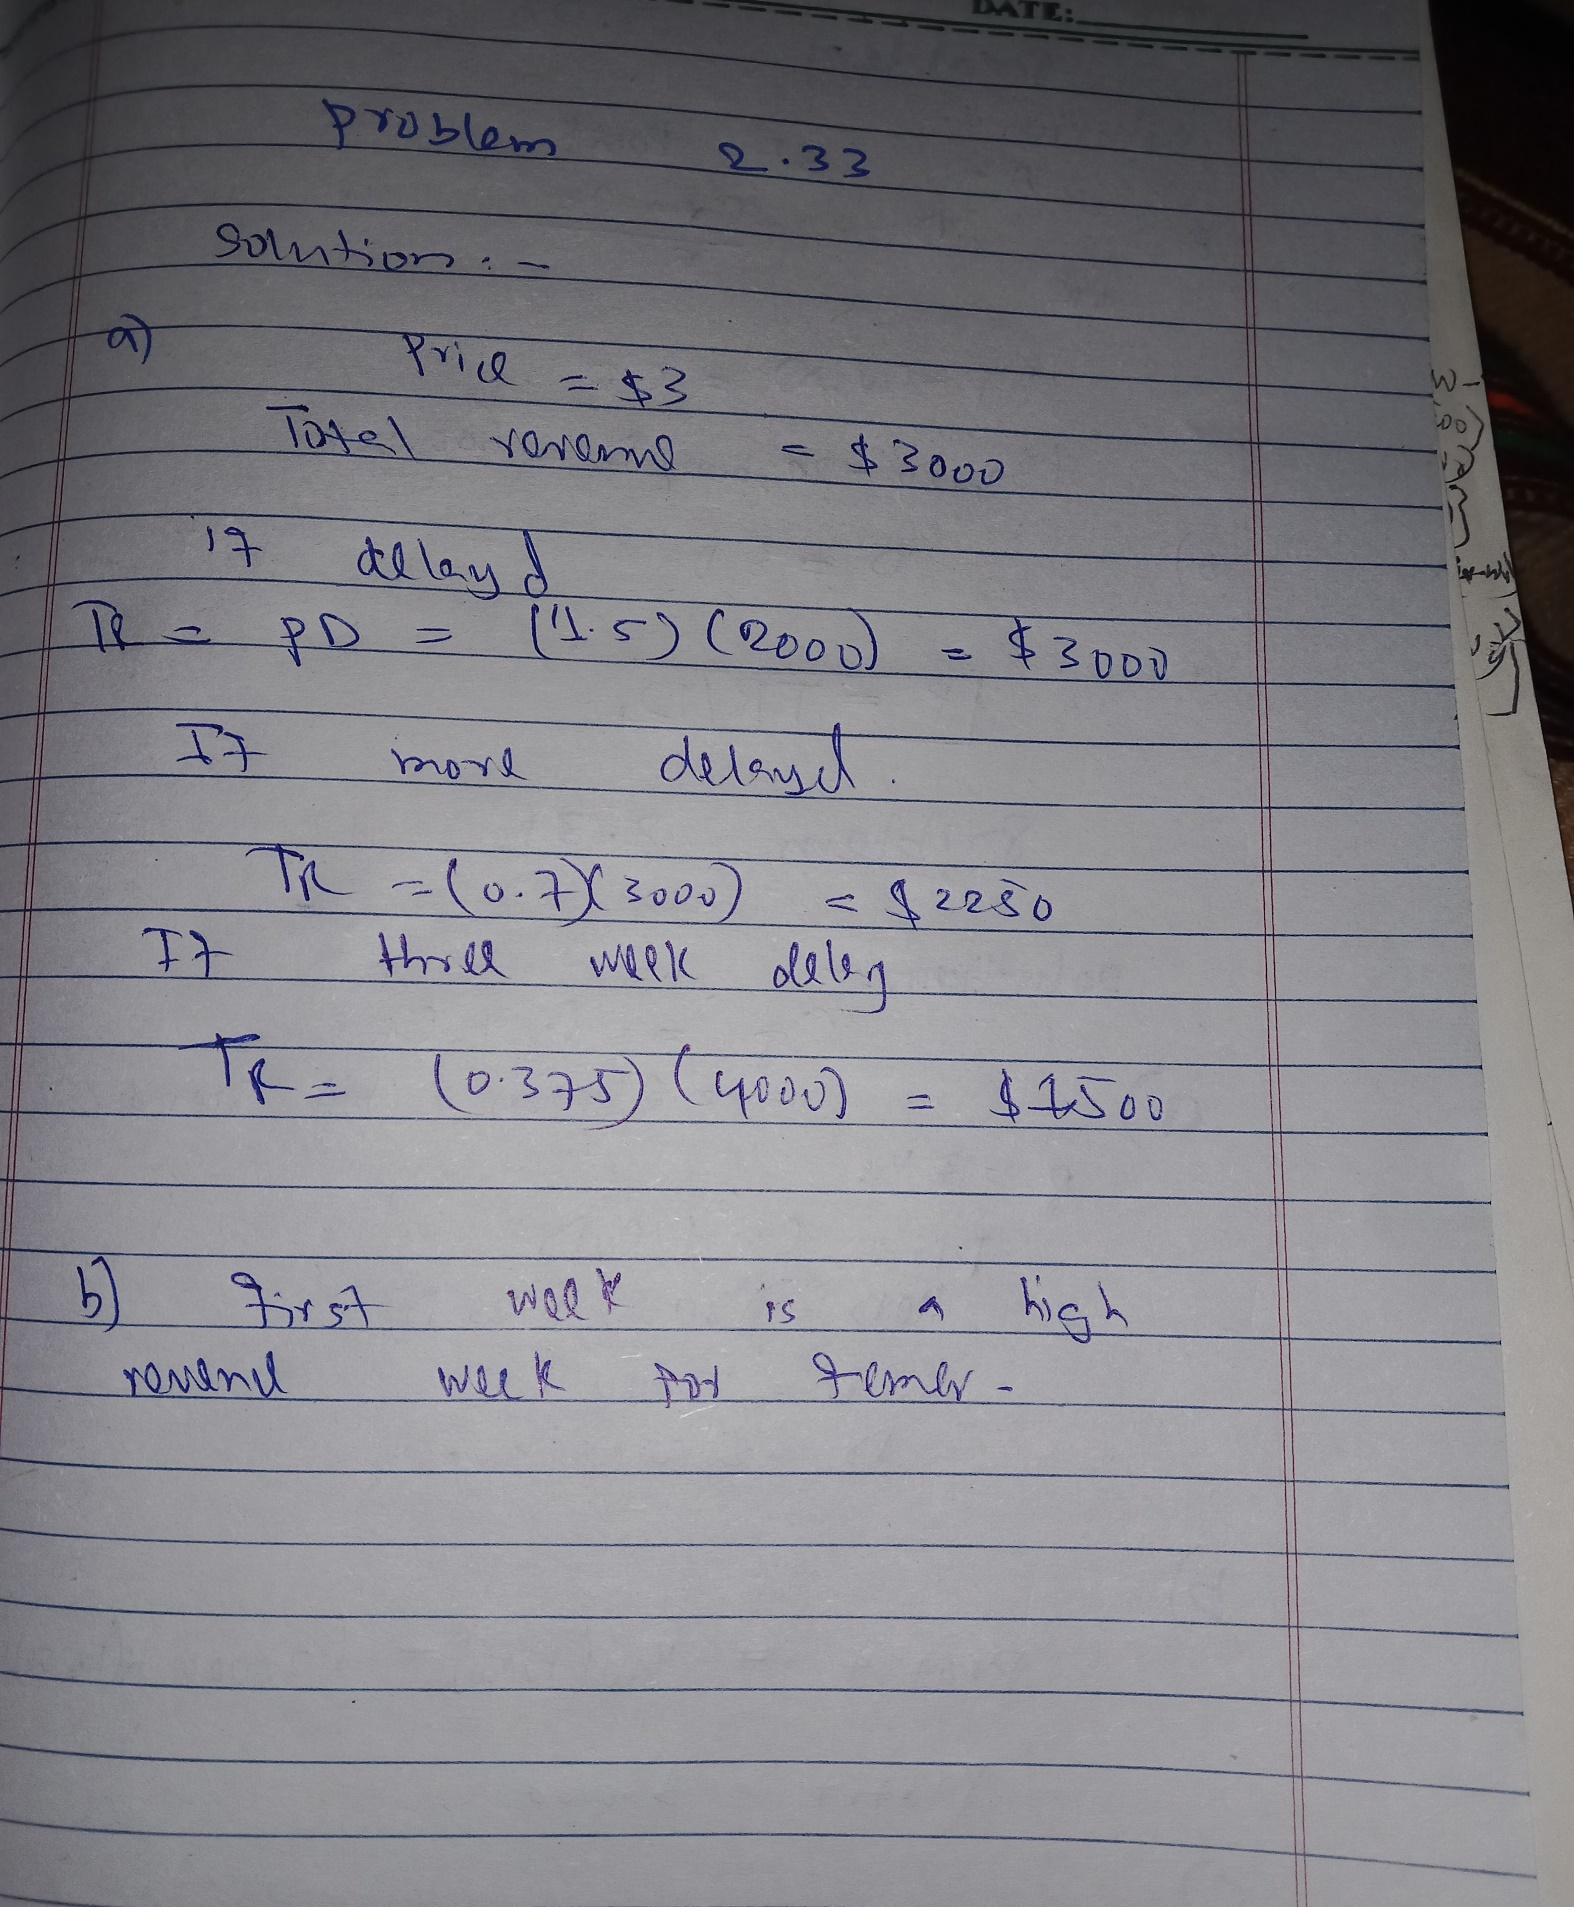 DATE:
problem 2.33
Solution :-
a) Price = $3
Total revenue = $3000
if delayd
TR = PD = (1.5) (2000) = $3000
If more delayd.
TR = (0.7)(3000) = $2250
If three week delay
TR = (0.375) (4000) = $1500
b) first week is a high
revenue week for